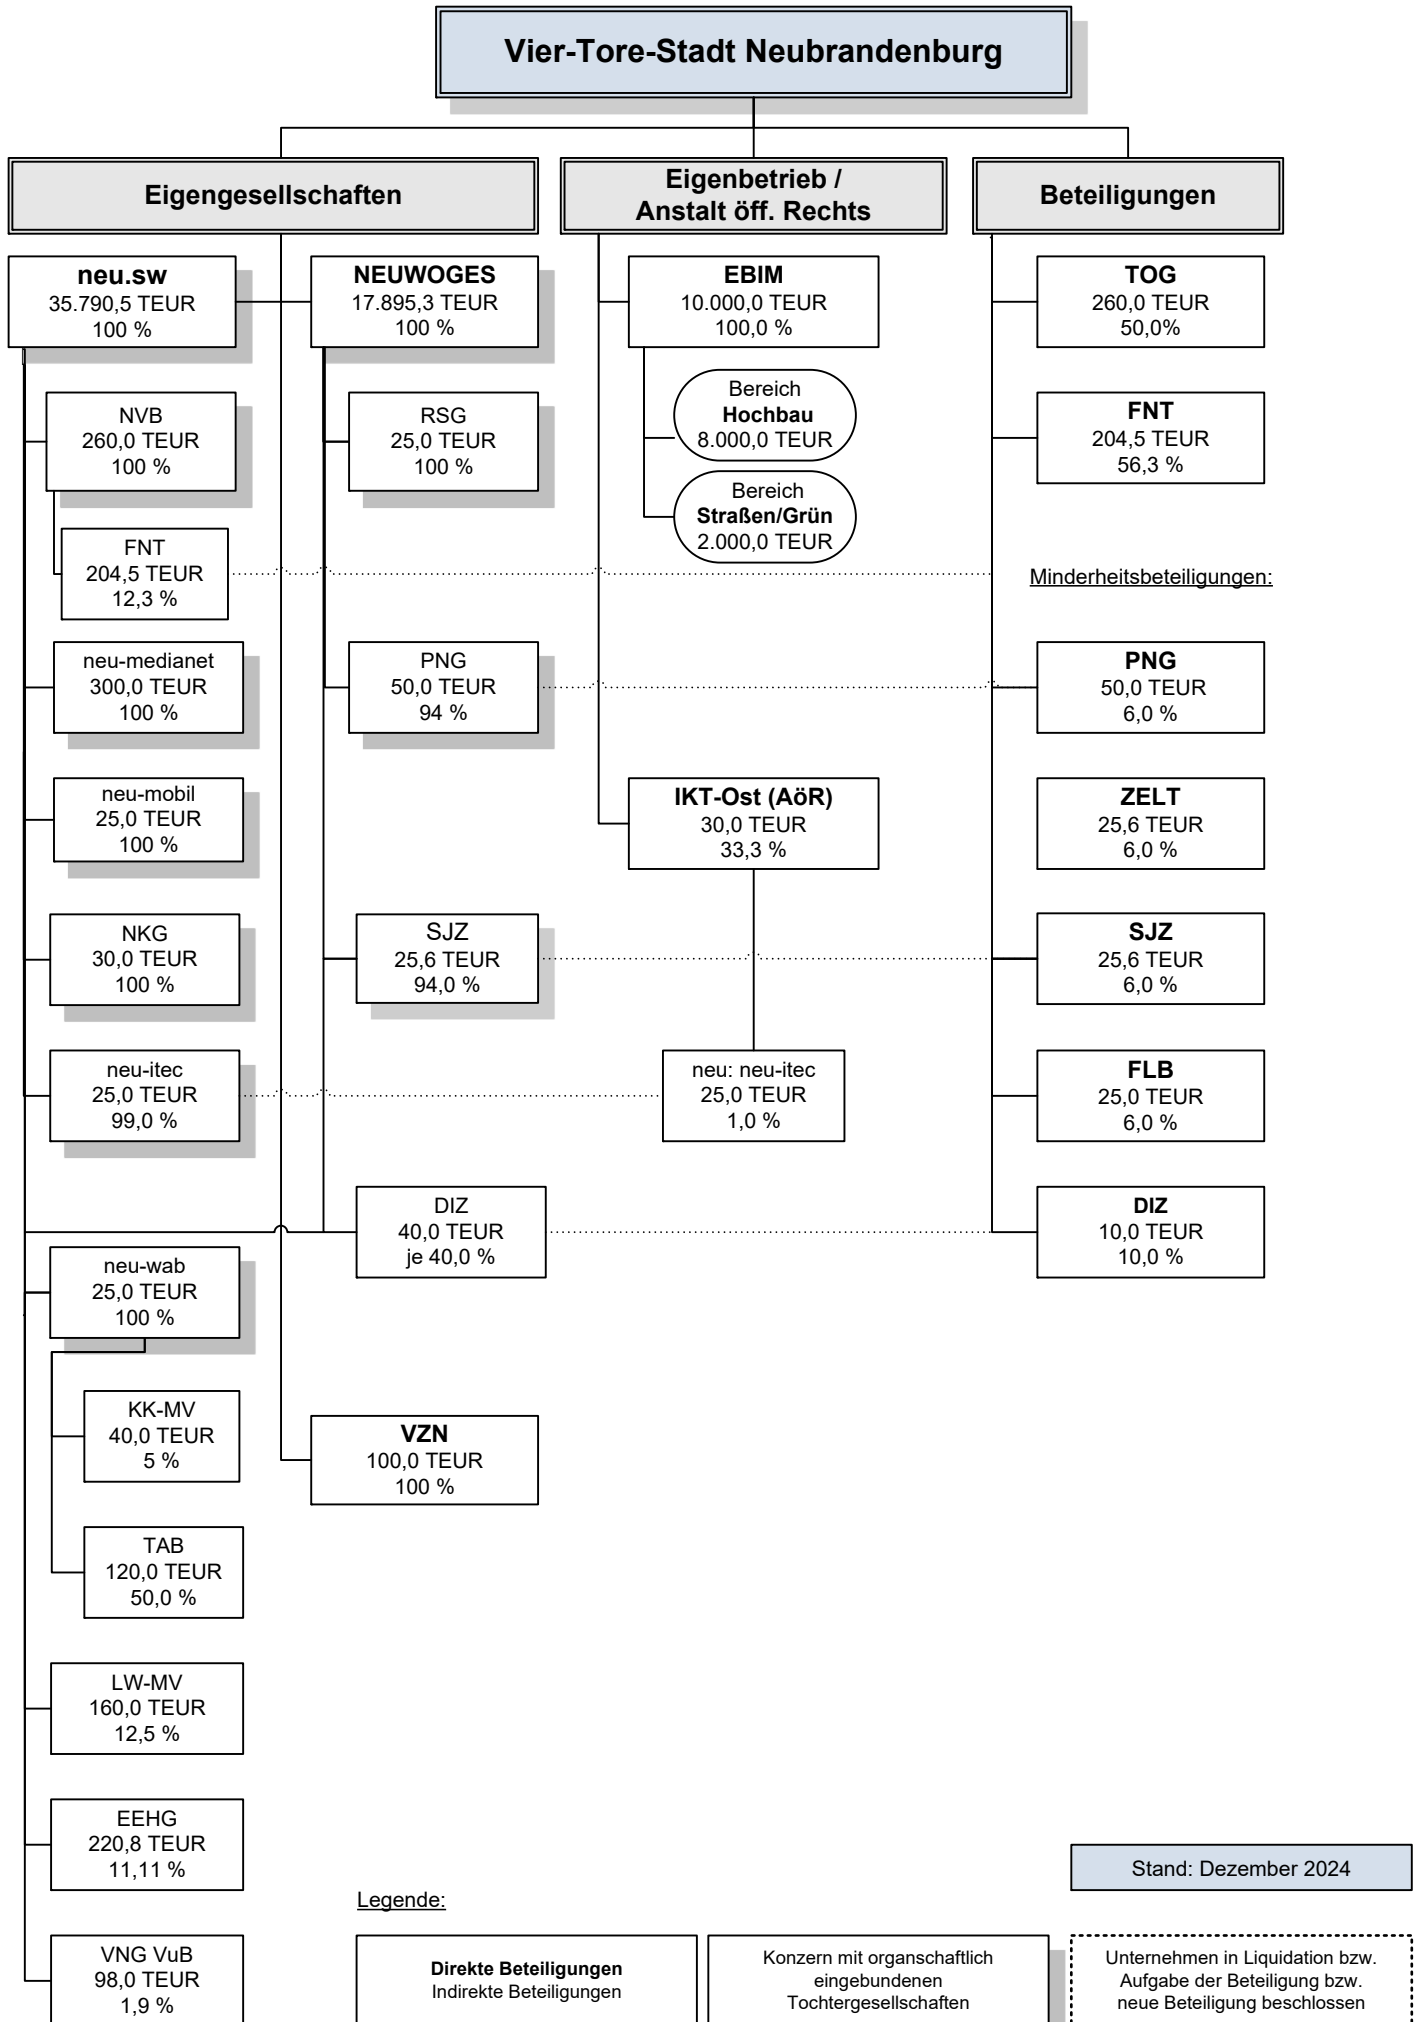 Vier-Tore-Stadt Neubrandenburg
Eigengesellschaften
Eigenbetrieb /
Anstalt öff. Rechts
Beteiligungen
neu.sw
35.790,5 TEUR
100 %
NEUWOGES
17.895,3 TEUR
100 %
EBIM
10.000,0 TEUR
100,0 %
TOG
260,0 TEUR
50,0%
NVB
260,0 TEUR
100 %
RSG
25,0 TEUR
100 %
Bereich
Hochbau
8.000,0 TEUR
FNT
204,5 TEUR
56,3 %
Bereich
Straßen/Grün
2.000,0 TEUR
FNT
204,5 TEUR
12,3 %
Minderheitsbeteiligungen:
neu-medianet
300,0 TEUR
100 %
PNG
50,0 TEUR
94 %
PNG
50,0 TEUR
6,0 %
neu-mobil
25,0 TEUR
100 %
IKT-Ost (AöR)
30,0 TEUR
33,3 %
ZELT
25,6 TEUR
6,0 %
NKG
30,0 TEUR
100 %
SJZ
25,6 TEUR
94,0 %
SJZ
25,6 TEUR
6,0 %
neu-itec
25,0 TEUR
99,0 %
neu: neu-itec
25,0 TEUR
1,0 %
FLB
25,0 TEUR
6,0 %
DIZ
40,0 TEUR
je 40,0 %
DIZ
10,0 TEUR
10,0 %
neu-wab
25,0 TEUR
100 %
KK-MV
40,0 TEUR
5 %
VZN
100,0 TEUR
100 %
TAB
120,0 TEUR
50,0 %
LW-MV
160,0 TEUR
12,5 %
EEHG
220,8 TEUR
11,11 %
Stand: Dezember 2024
Legende:
VNG VuB
98,0 TEUR
1,9 %
Direkte Beteiligungen
Indirekte Beteiligungen
Konzern mit organschaftlich
eingebundenen
Tochtergesellschaften
Unternehmen in Liquidation bzw.
Aufgabe der Beteiligung bzw.
neue Beteiligung beschlossen